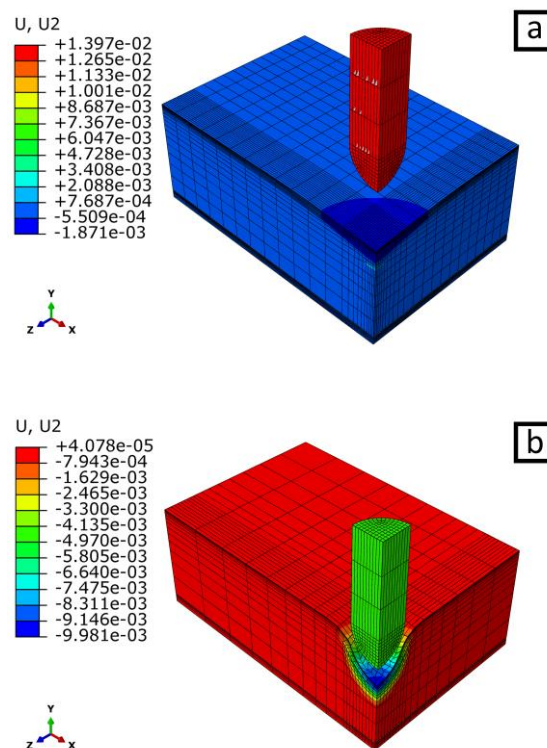 U, U2
+1.397e-02
+1.265e-02
+1.133e-02
+1.001e-02
+8.687e-03
+7.367e-03
+6.047e-03
+4.728e-03
+3.408e-03
+2.088e-03
+7.687e-04
-5.509e-04
-1.871e-03
a
Y
Z
X
U, U2
+4.078e-05
-7.943e-04
-1.629e-03
-2.465e-03
-3.300e-03
-4.135e-03
-4.970e-03
-5.805e-03
-6.640e-03
-7.475e-03
-8.311e-03
-9.146e-03
-9.981e-03
b
Y
Z
X